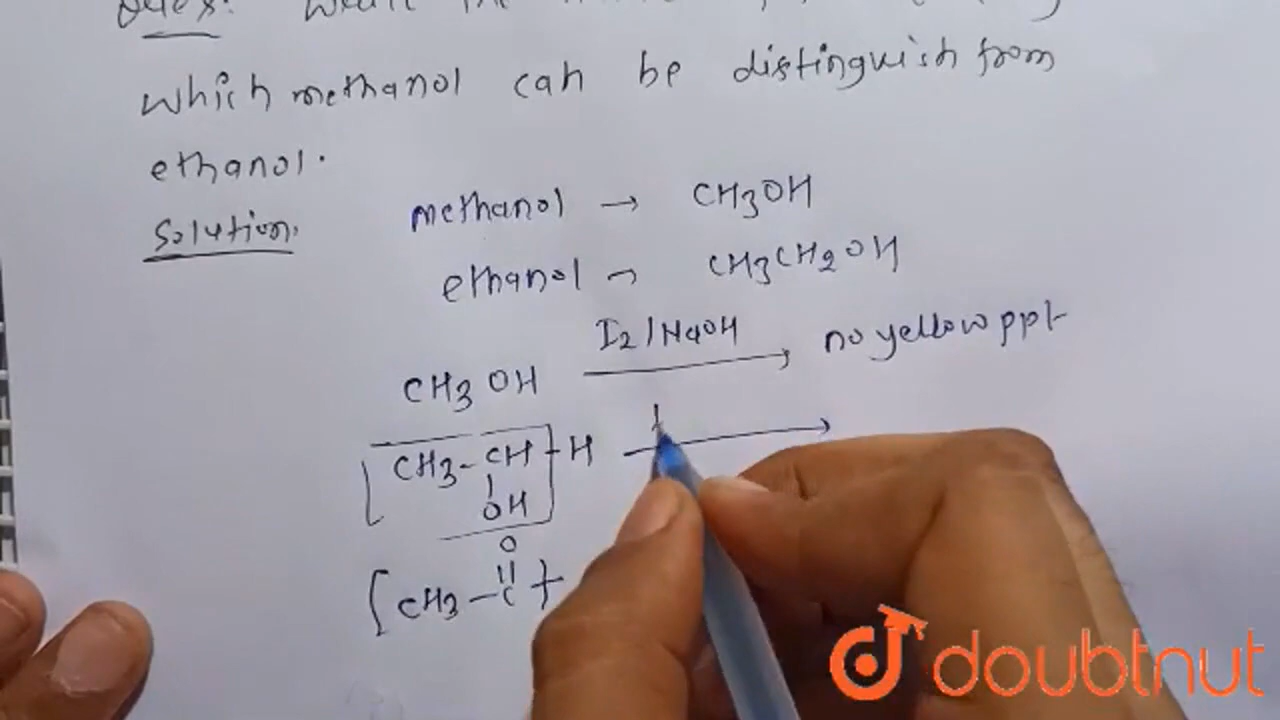 which methanol can be distinguish from
ethanol.
Solution.
methanol → CH3OH
ethanol → CH3CH2OH
CH3OH I2/NaOH → no yellow ppt
CH3-CH-H
OH
O
CH3-C
doubtnut